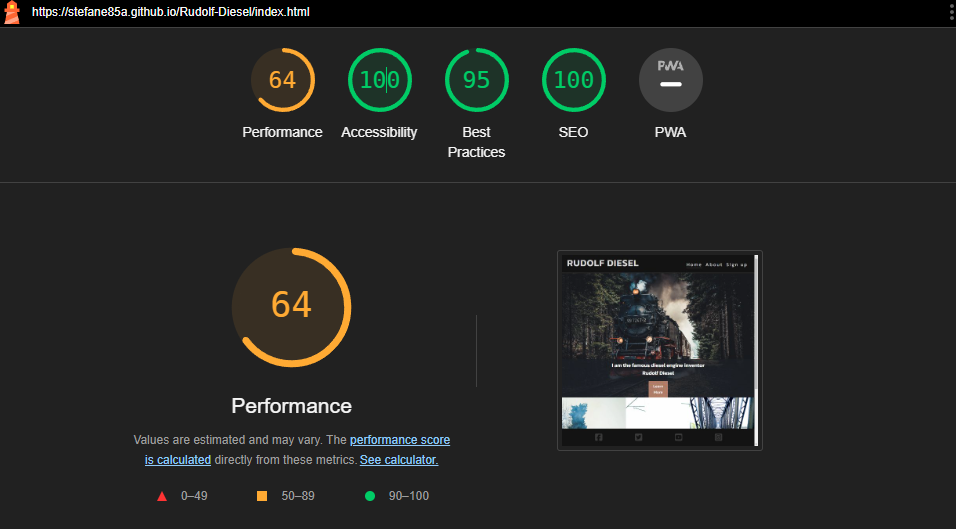 https://stefane85a.github.io/Rudolf-Diesel/index.html
64
100
95
100
PWA
Performance
Accessibility
Best
Practices
SEO
PWA
64
Performance
Values are estimated and may vary. The performance score
is calculated directly from these metrics. See calculator.
0–49
50–89
90–100
RUDOLF DIESEL
Home About Sign up
I am the famous diesel engine inventor
Rudolf Diesel
Learn
More